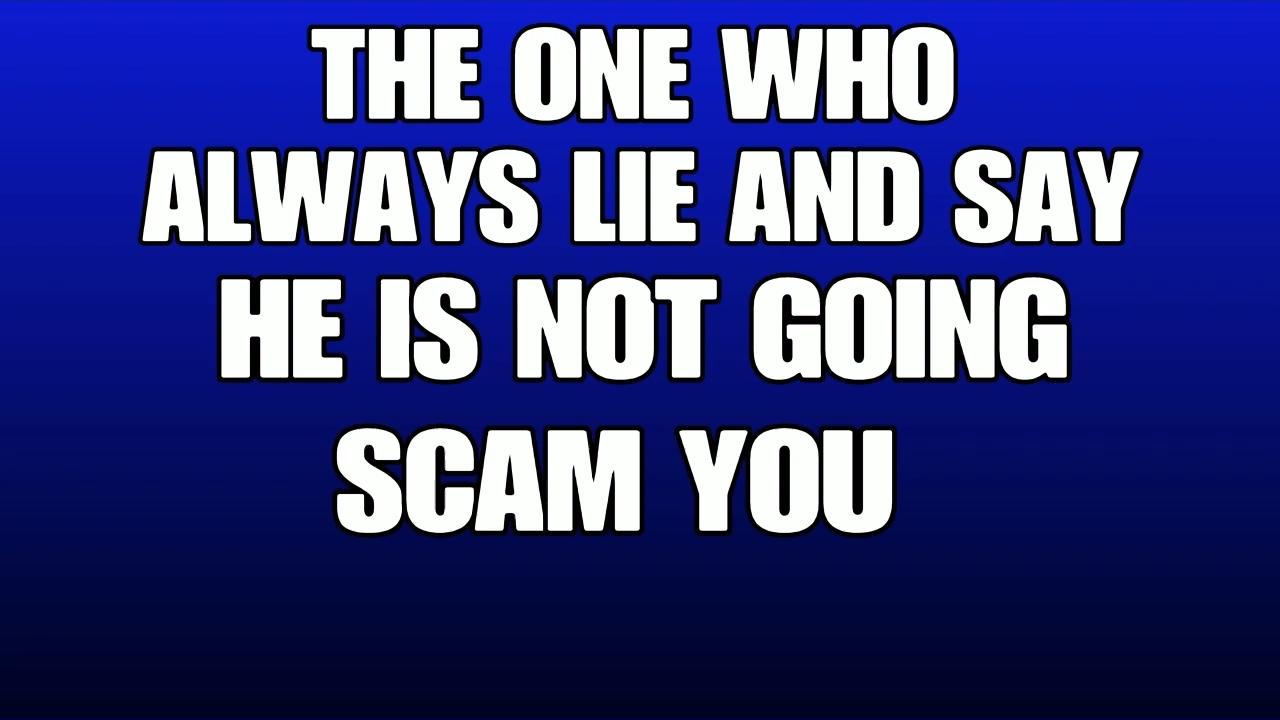 THE ONE WHO
ALWAYS LIE AND SAY
HE IS NOT GOING
SCAM YOU